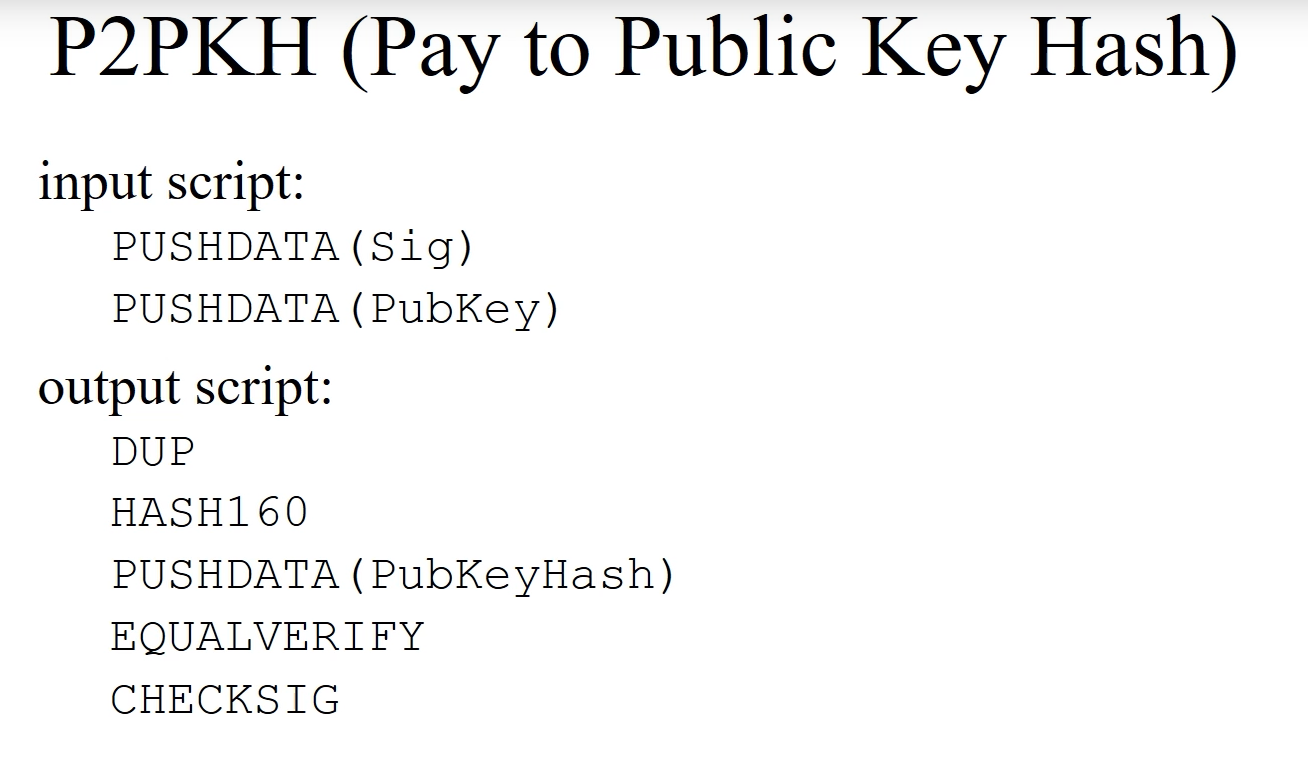 P2PKH (Pay to Public Key Hash)
input script:
PUSHDATA(Sig)
PUSHDATA(PubKey)
output script:
DUP
HASH160
PUSHDATA(PubKeyHash)
EQUALVERIFY
CHECKSIG